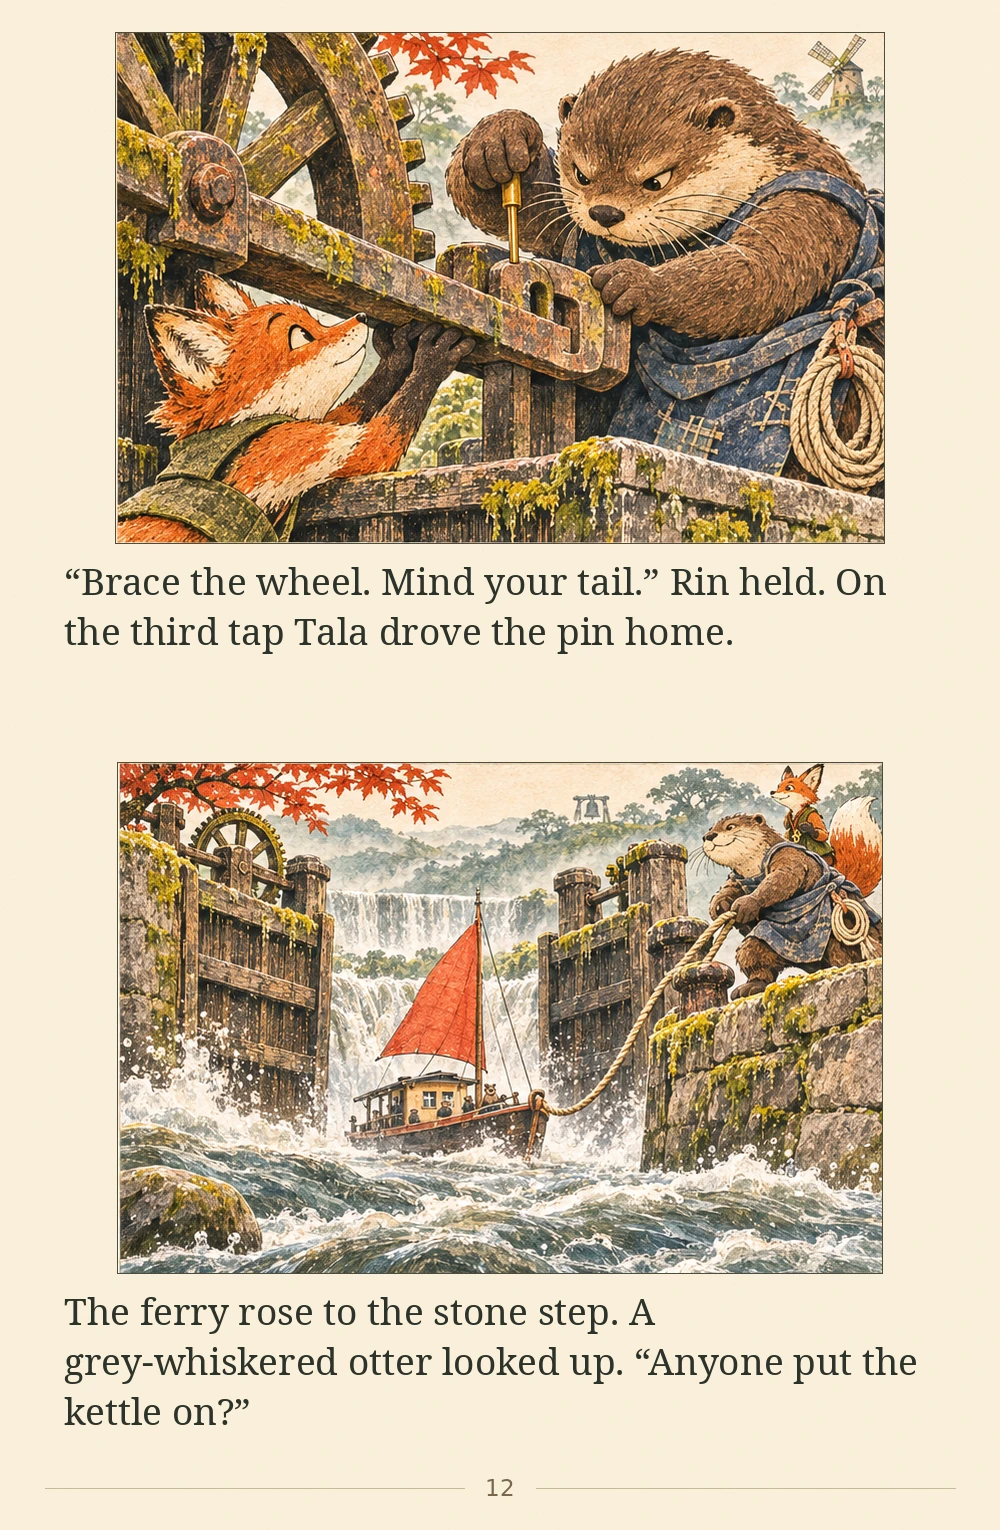 “Brace the wheel. Mind your tail.” Rin held. On
the third tap Tala drove the pin home.
The ferry rose to the stone step. A
grey-whiskered otter looked up. “Anyone put the
kettle on?”
12